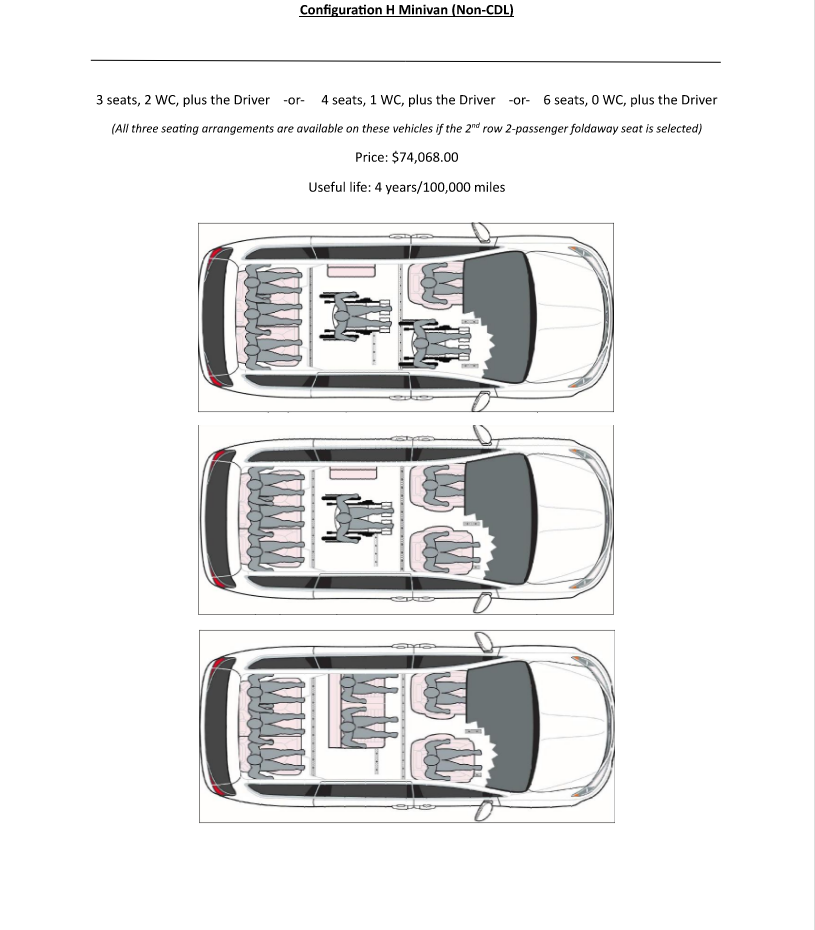 Configuration H Minivan (Non-CDL)
3 seats, 2 WC, plus the Driver -or- 4 seats, 1 WC, plus the Driver -or- 6 seats, 0 WC, plus the Driver
(All three seating arrangements are available on these vehicles if the 2nd row 2-passenger foldaway seat is selected)
Price: $74,068.00
Useful life: 4 years/100,000 miles